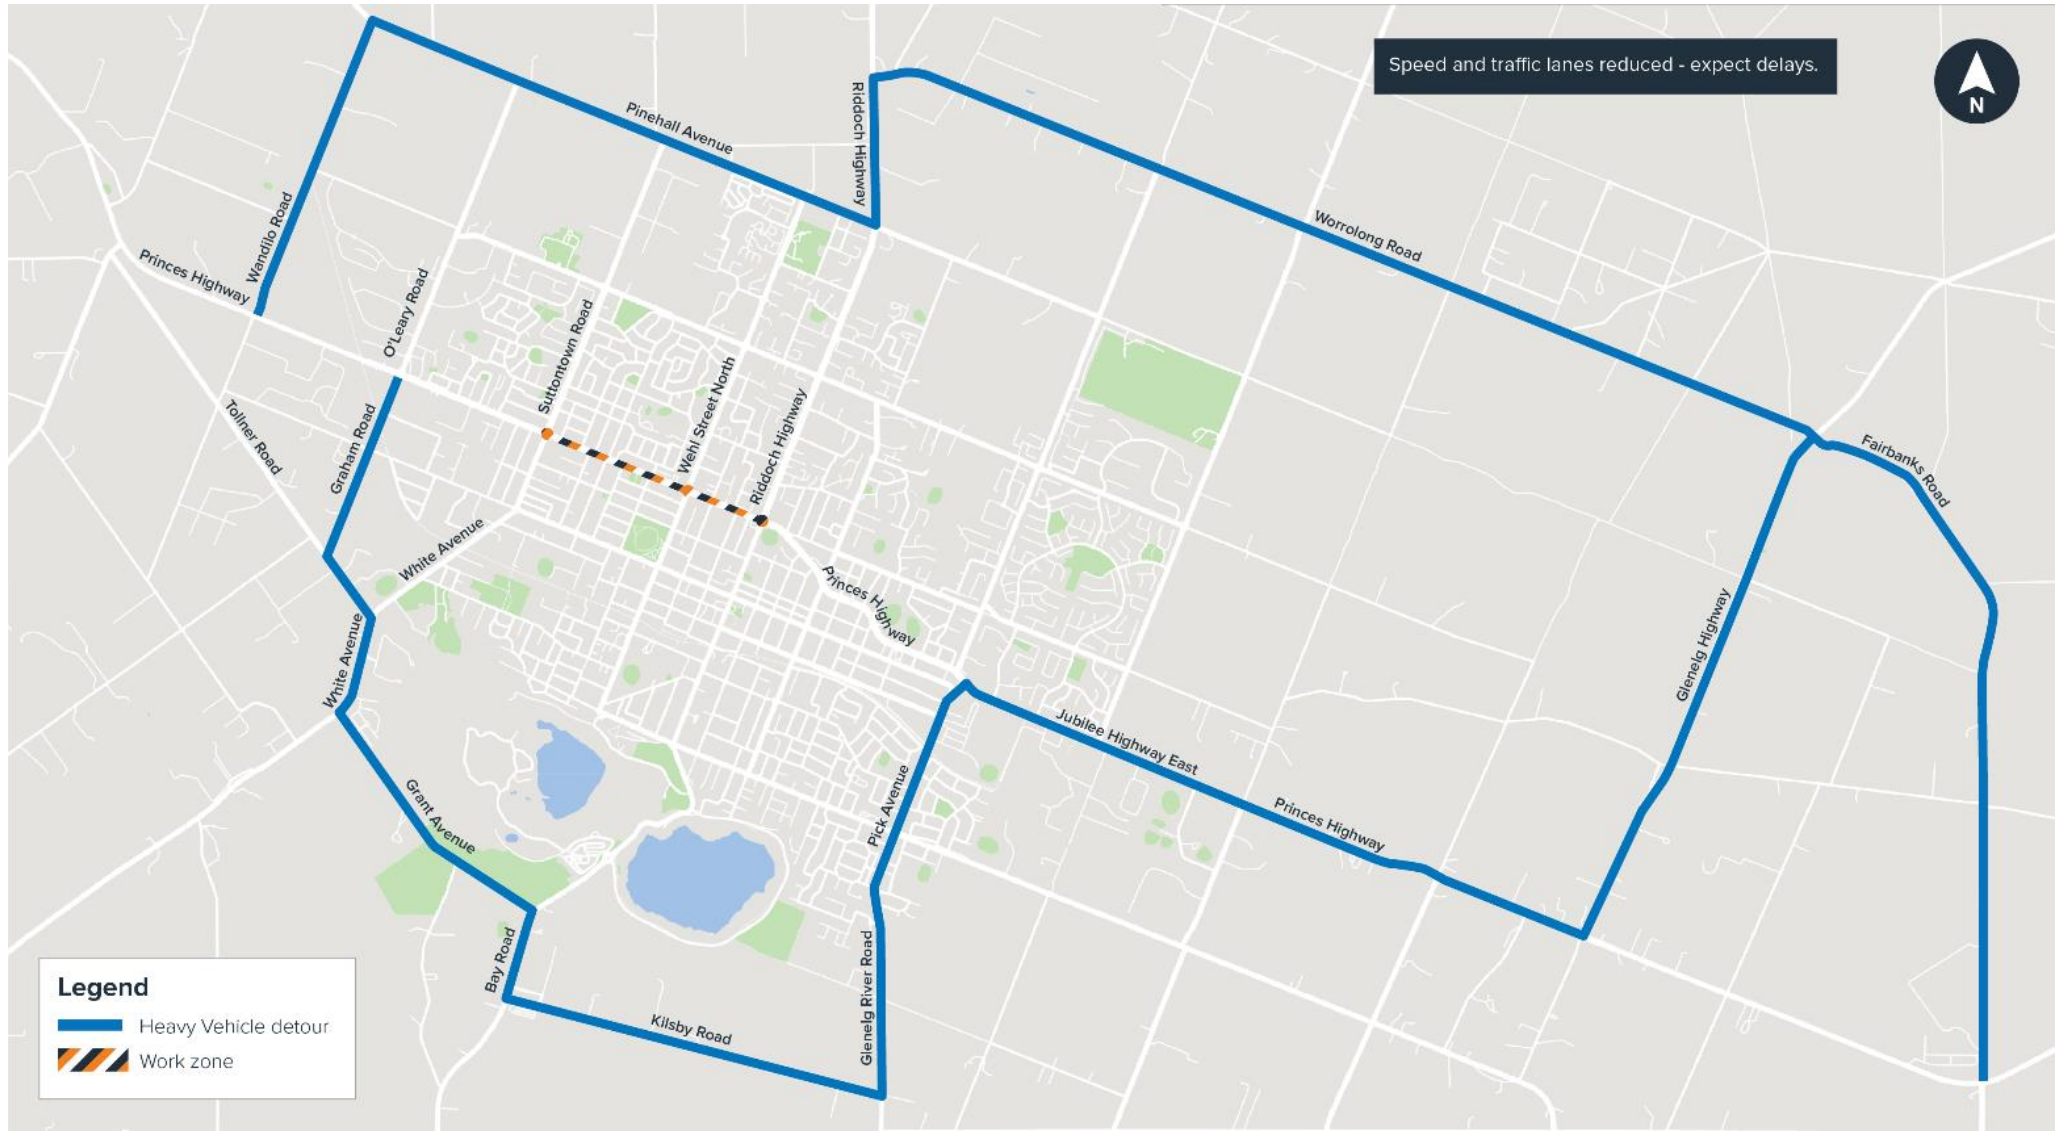 Speed and traffic lanes reduced - expect delays.
N
Pinehall Avenue
Riddoch Highway
Worrolong Road
Wandilo Road
Princes Highway
O'Leary Road
Suttontown Road
Wehl Street North
Riddoch Highway
Graham Road
Tollner Road
White Avenue
Princes Highway
Fairbanks Road
Glenelg Highway
White Avenue
Jubilee Highway East
Princes Highway
Pick Avenue
Grant Avenue
Bay Road
Glenelg River Road
Kilsby Road
Legend
Heavy Vehicle detour
Work zone